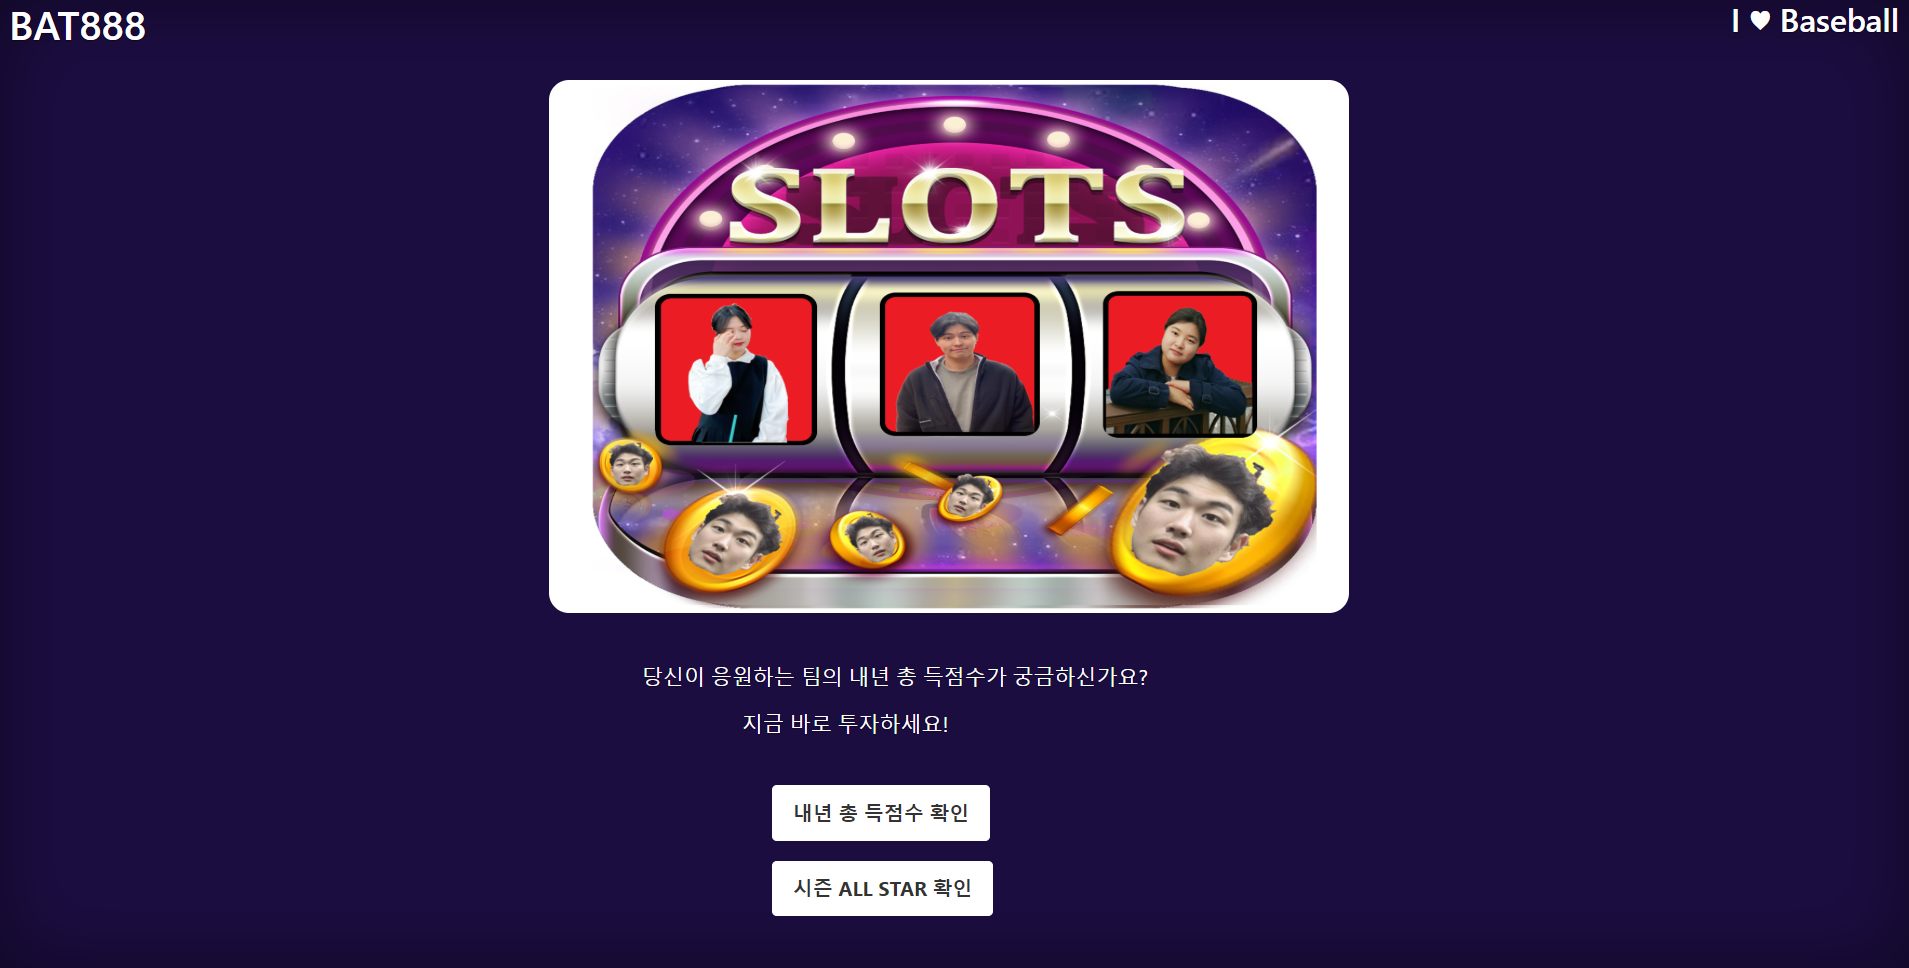 BAT888
I ♥ Baseball
SLOTS
당신이 응원하는 팀의 내년 총 득점수가 궁금하신가요?
지금 바로 투자하세요!
내년 총 득점수 확인
시즌 ALL STAR 확인